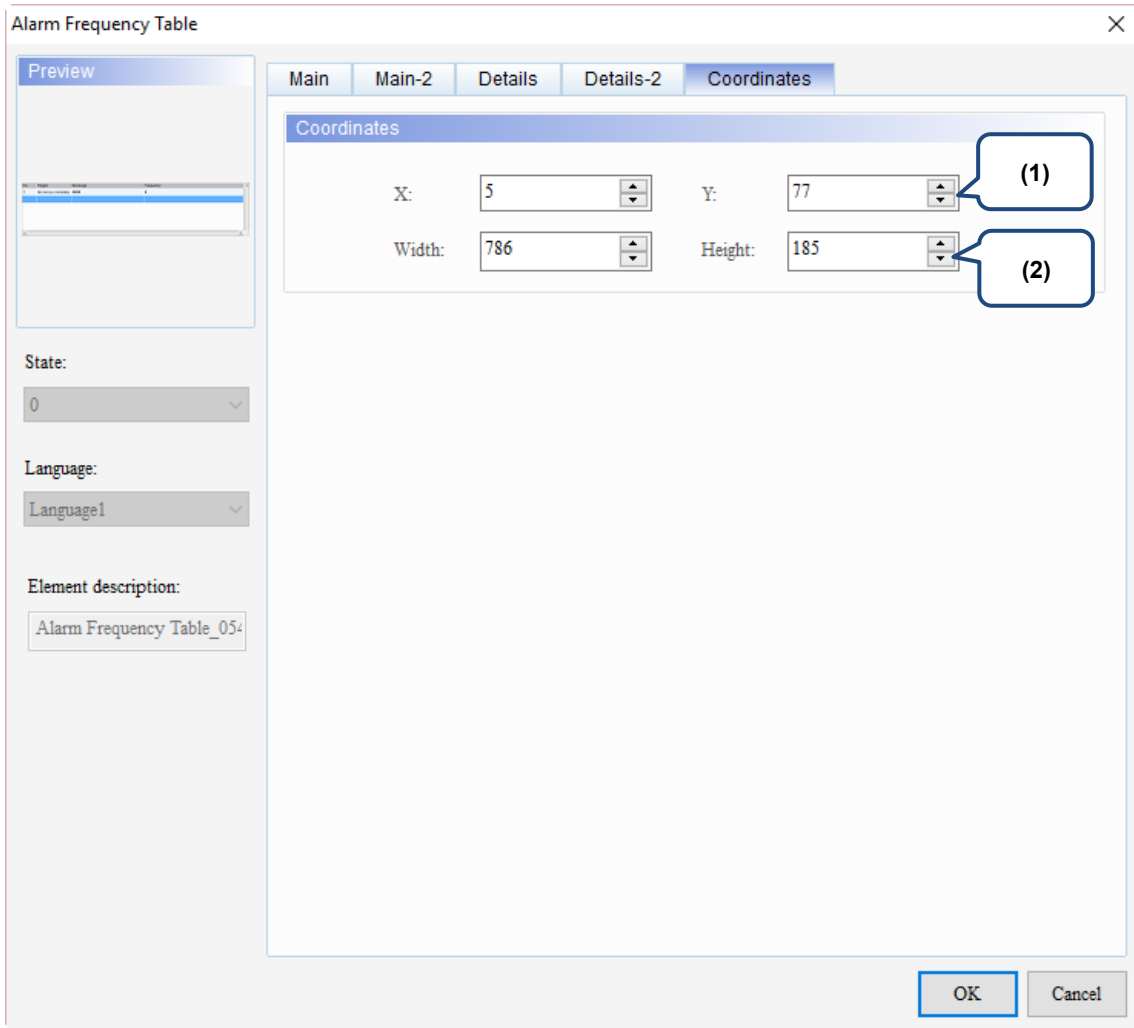 Alarm Frequency Table
Preview
Main Main-2 Details Details-2 Coordinates
Coordinates
X: 5 Y: 77 (1)
Width: 786 Height: 185 (2)
State:
0
Language:
Language1
Element description:
Alarm Frequency Table_054
OK Cancel